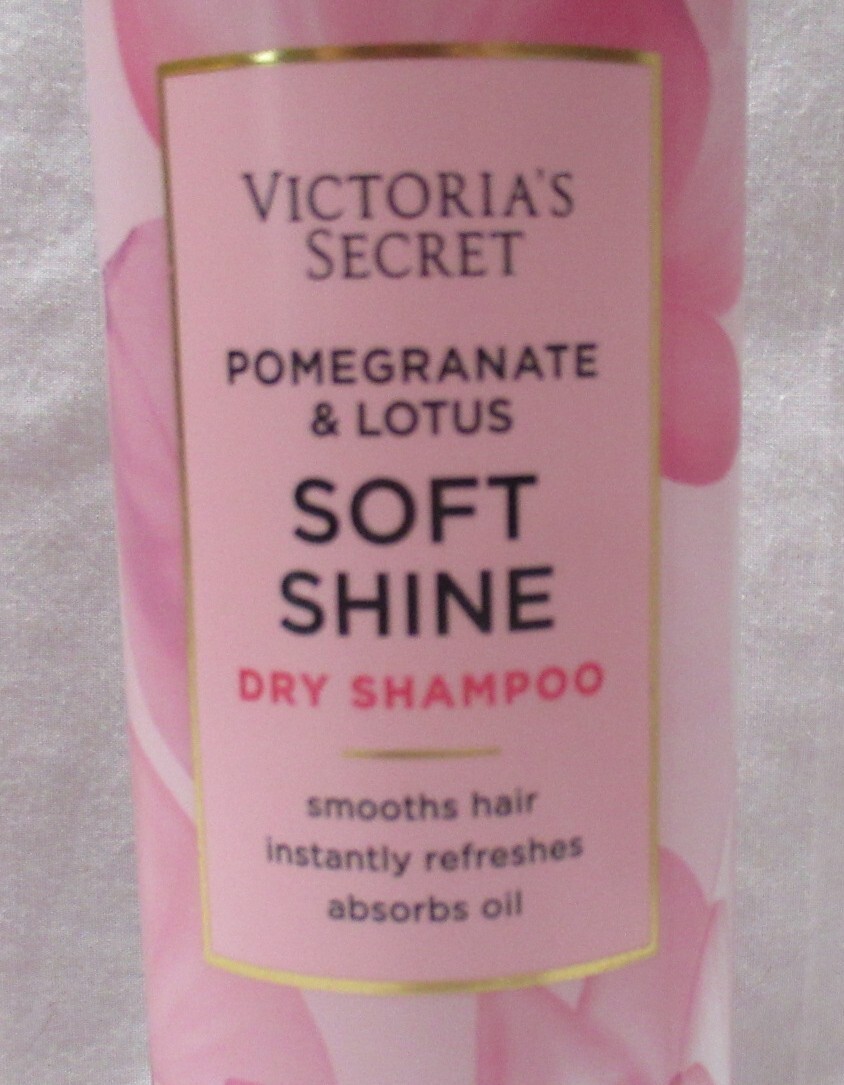 VICTORIA'S
SECRET
POMEGRANATE
& LOTUS
SOFT
SHINE
DRY SHAMPOO
smooths hair
instantly refreshes
absorbs oil